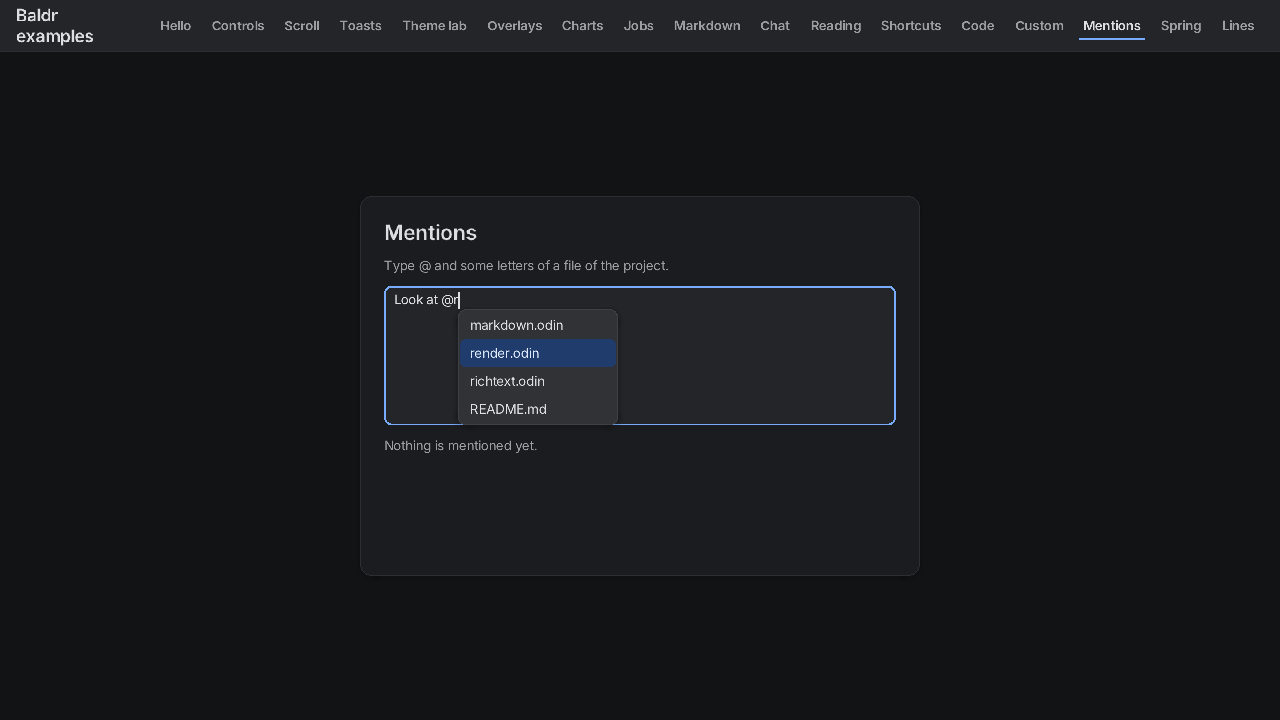 Baldr
examples
Hello Controls Scroll Toasts Theme lab Overlays Charts Jobs Markdown Chat Reading Shortcuts Code Custom Mentions Spring Lines
Mentions
Type @ and some letters of a file of the project.
Look at @r
markdown.odin
render.odin
richtext.odin
README.md
Nothing is mentioned yet.